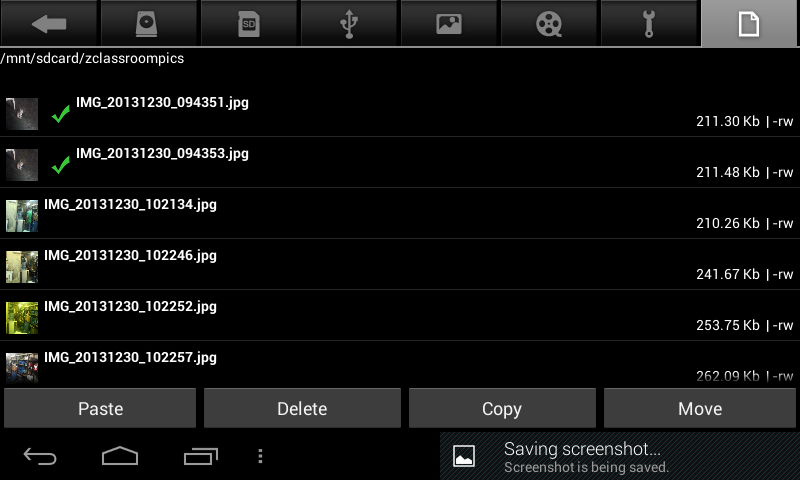 SD
/mnt/sdcard/zclassroompics
IMG_20131230_094351.jpg
211.30 Kb | -rw
IMG_20131230_094353.jpg
211.48 Kb | -rw
IMG_20131230_102134.jpg
210.26 Kb | -rw
IMG_20131230_102246.jpg
241.67 Kb | -rw
IMG_20131230_102252.jpg
253.75 Kb | -rw
IMG_20131230_102257.jpg
262.09 Kb | -rw
Paste Delete Copy Move
Saving screenshot...
Screenshot is being saved.